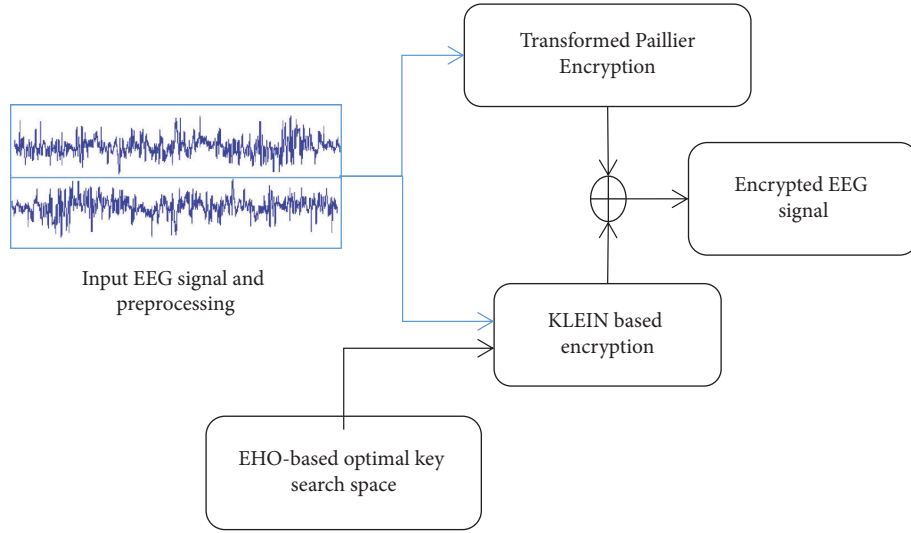 Transformed Paillier
Encryption
Input EEG signal and
preprocessing
Encrypted EEG
signal
KLEIN based
encryption
EHO-based optimal key
search space